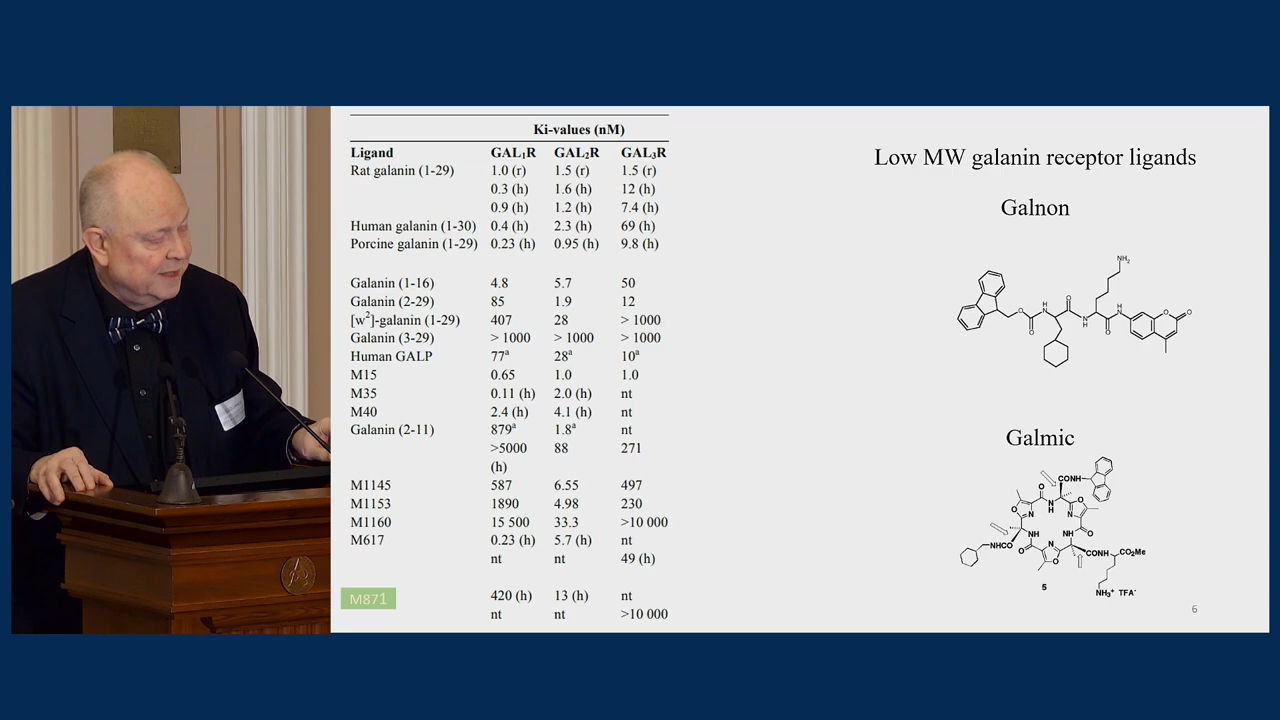 Ki-values (nM)
Ligand GAL₁R GAL₂R GAL₃R
Rat galanin (1-29) 1.0 (r) 1.5 (r) 1.5 (r)
0.3 (h) 1.6 (h) 12 (h)
0.9 (h) 1.2 (h) 7.4 (h)
Human galanin (1-30) 0.4 (h) 2.3 (h) 69 (h)
Porcine galanin (1-29) 0.23 (h) 0.95 (h) 9.8 (h)
Galanin (1-16) 4.8 5.7 50
Galanin (2-29) 85 1.9 12
[w²]-galanin (1-29) 407 28 > 1000
Galanin (3-29) > 1000 > 1000 > 1000
Human GALP 77ᵃ 28ᵃ 10ᵃ
M15 0.65 1.0 1.0
M35 0.11 (h) 2.0 (h) nt
M40 2.4 (h) 4.1 (h) nt
Galanin (2-11) 879ᵃ 1.8ᵃ nt
>5000 88 271
(h)
M1145 587 6.55 497
M1153 1890 4.98 230
M1160 15 500 33.3 >10 000
M617 0.23 (h) 5.7 (h) nt
nt nt 49 (h)
M871 420 (h) 13 (h) nt
nt nt >10 000
Low MW galanin receptor ligands
Galnon
NH₂
H O H
O N N O O
O N O
H
Galmic
CONH
O
NH
O N N O
NH NH
NHCO O N O CONH CO₂Me
O
5
NH₃⁺ TFA⁻
6